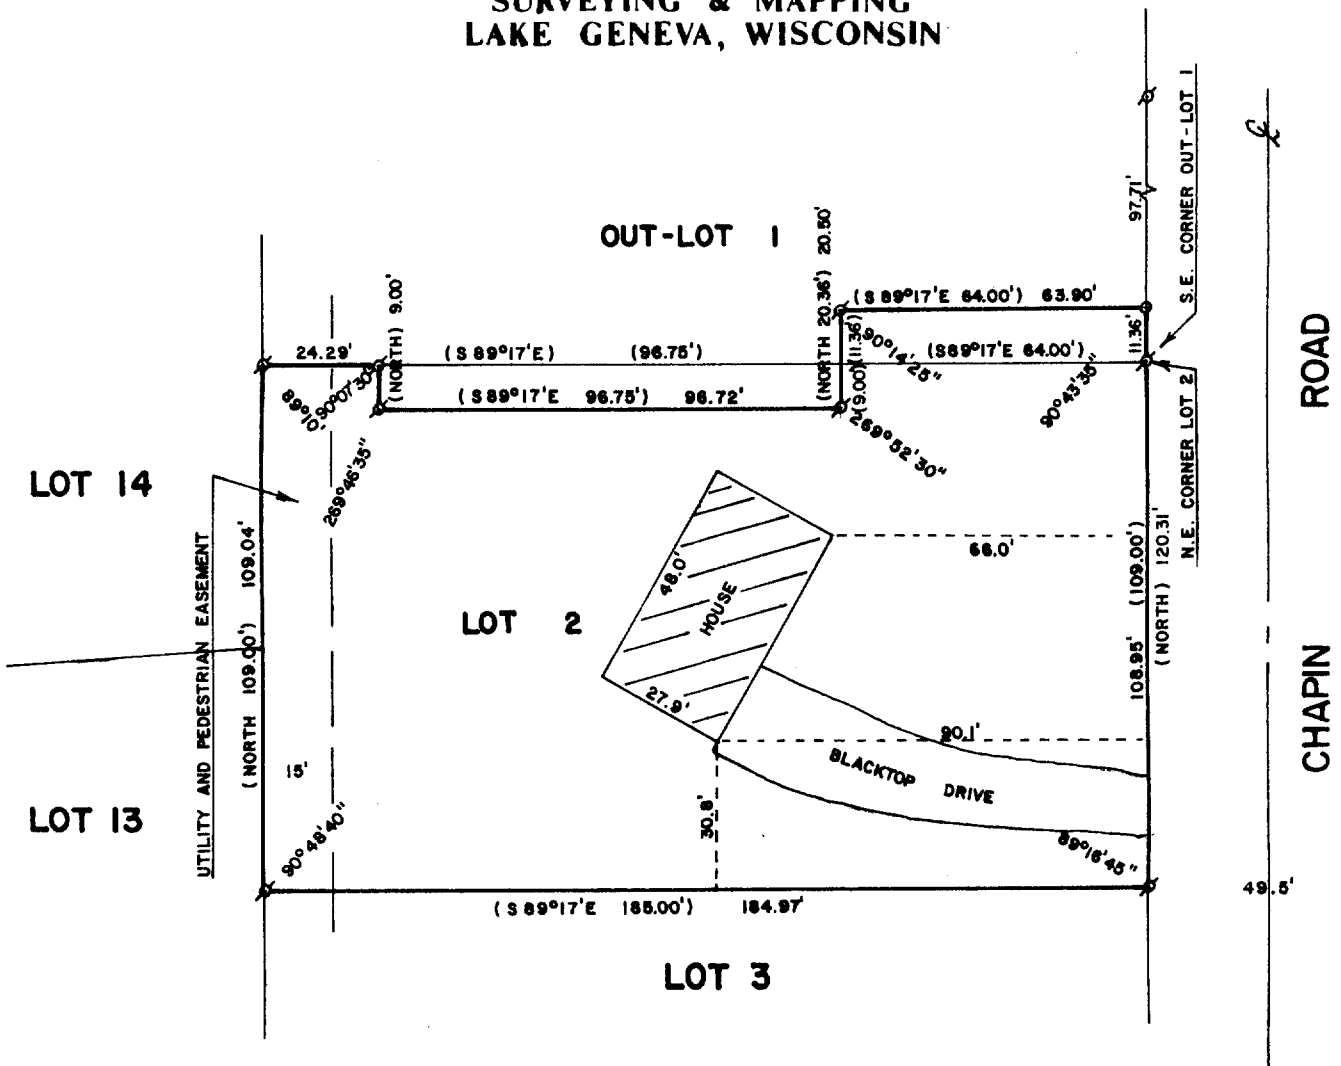 SURVEYING & MAPPING
LAKE GENEVA, WISCONSIN
S.E. CORNER OUT-LOT 1
97.71'
OUT-LOT 1
(NORTH) 9.00'
(NORTH 20.36') 20.50'
(S 89°17'E 64.00') 63.90'
(11.36')
11.36'
24.29'
(S 89°17'E) (96.75')
90°14'25"
(S89°17'E 64.00')
89°10'
90°07'30"
(S 89°17'E 96.75') 96.72'
(9.00')
269°52'30"
90°43'35"
N.E. CORNER LOT 2
ROAD
LOT 14
269°46'35"
UTILITY AND PEDESTRIAN EASEMENT
(NORTH 109.00') 109.04'
48.0'
HOUSE
66.0'
LOT 2
108.95' (109.00')
(NORTH) 120.31'
27.9'
90.1'
CHAPIN
15'
BLACKTOP DRIVE
LOT 13
30.8'
90°48'40"
89°16'45"
49.5'
(S 89°17'E 185.00') 184.97'
LOT 3